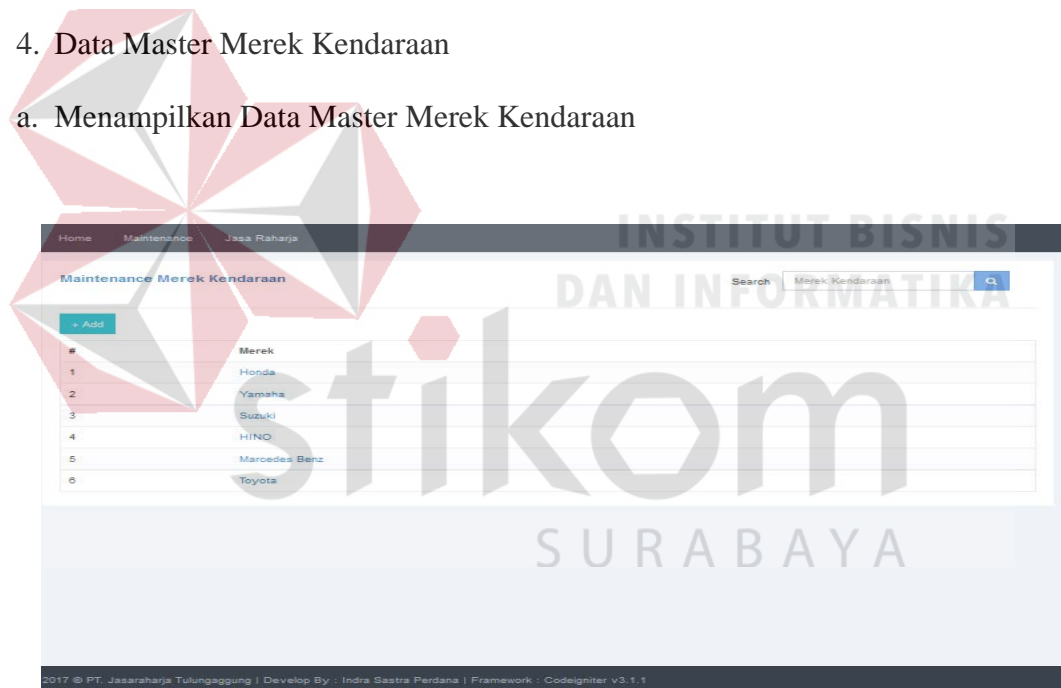 4. Data Master Merek Kendaraan
a. Menampilkan Data Master Merek Kendaraan
INSTITUT BISNIS
DAN INFORMATIKA
stikom
SURABAYA
Home Maintenance Jasa Raharja
Maintenance Merek Kendaraan Search Merek Kendaraan
+ Add
# Merek
1 Honda
2 Yamaha
3 Suzuki
4 HINO
5 Marcedes Benz
6 Toyota
2017 © PT. Jasaraharja Tulungaggung | Develop By : Indra Sastra Perdana | Framework : Codeigniter v3.1.1